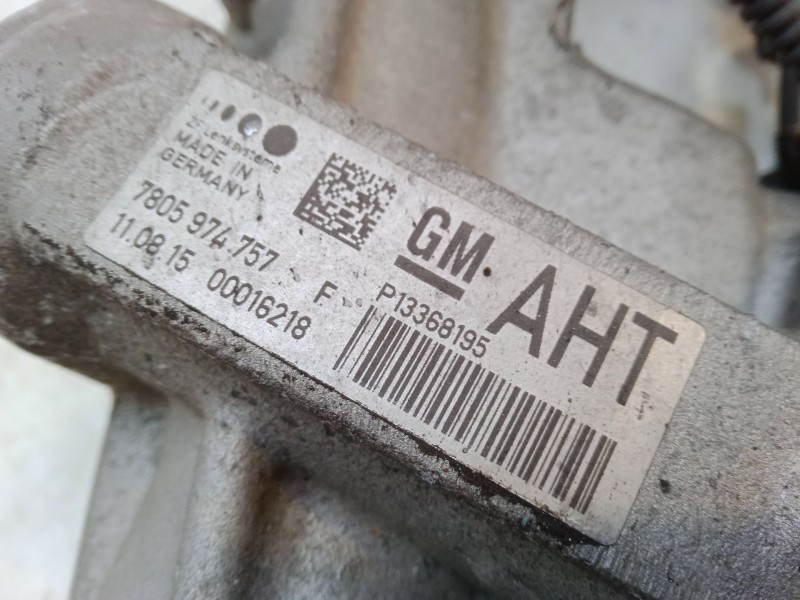 ZF Lenksysteme
MADE IN
GERMANY
7805 974 757 F
11.08.15 00016218
GM
AHT
P13368195